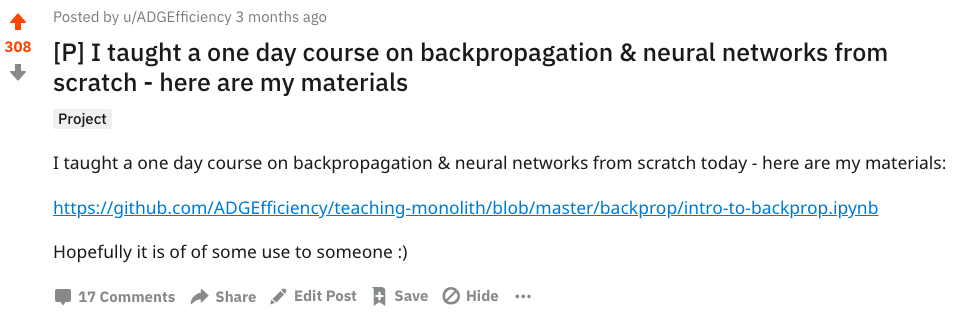 Posted by u/ADGEfficiency 3 months ago
308
[P] I taught a one day course on backpropagation & neural networks from
scratch - here are my materials
Project
I taught a one day course on backpropagation & neural networks from scratch today - here are my materials:
https://github.com/ADGEfficiency/teaching-monolith/blob/master/backprop/intro-to-backprop.ipynb
Hopefully it is of of some use to someone :)
17 Comments Share Edit Post Save Hide ...